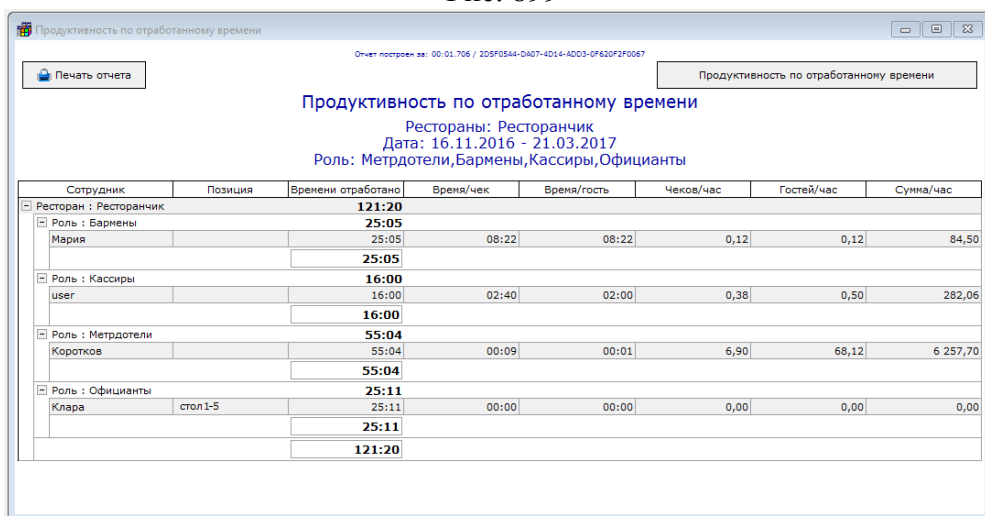 Рис. 699
Продуктивность по отработанному времени
Отчет построен за: 00:01.706 / 2D5F05A4-DA07-4D14-ADD3-0F620F2F0067
Печать отчета
Продуктивность по отработанному времени
Продуктивность по отработанному времени
Рестораны: Ресторанчик
Дата: 16.11.2016 - 21.03.2017
Роль: Метрдотели,Бармены,Кассиры,Официанты
Сотрудник Позиция Времени отработано Время/чек Время/гость Чеков/час Гостей/час Сумма/час
Ресторан : Ресторанчик 121:20
Роль : Бармены 25:05
Мария 25:05 08:22 08:22 0,12 0,12 84,50
25:05
Роль : Кассиры 16:00
user 16:00 02:40 02:00 0,38 0,50 282,06
16:00
Роль : Метрдотели 55:04
Коротков 55:04 00:09 00:01 6,90 68,12 6 257,70
55:04
Роль : Официанты 25:11
Клара стол 1-5 25:11 00:00 00:00 0,00 0,00 0,00
25:11
121:20